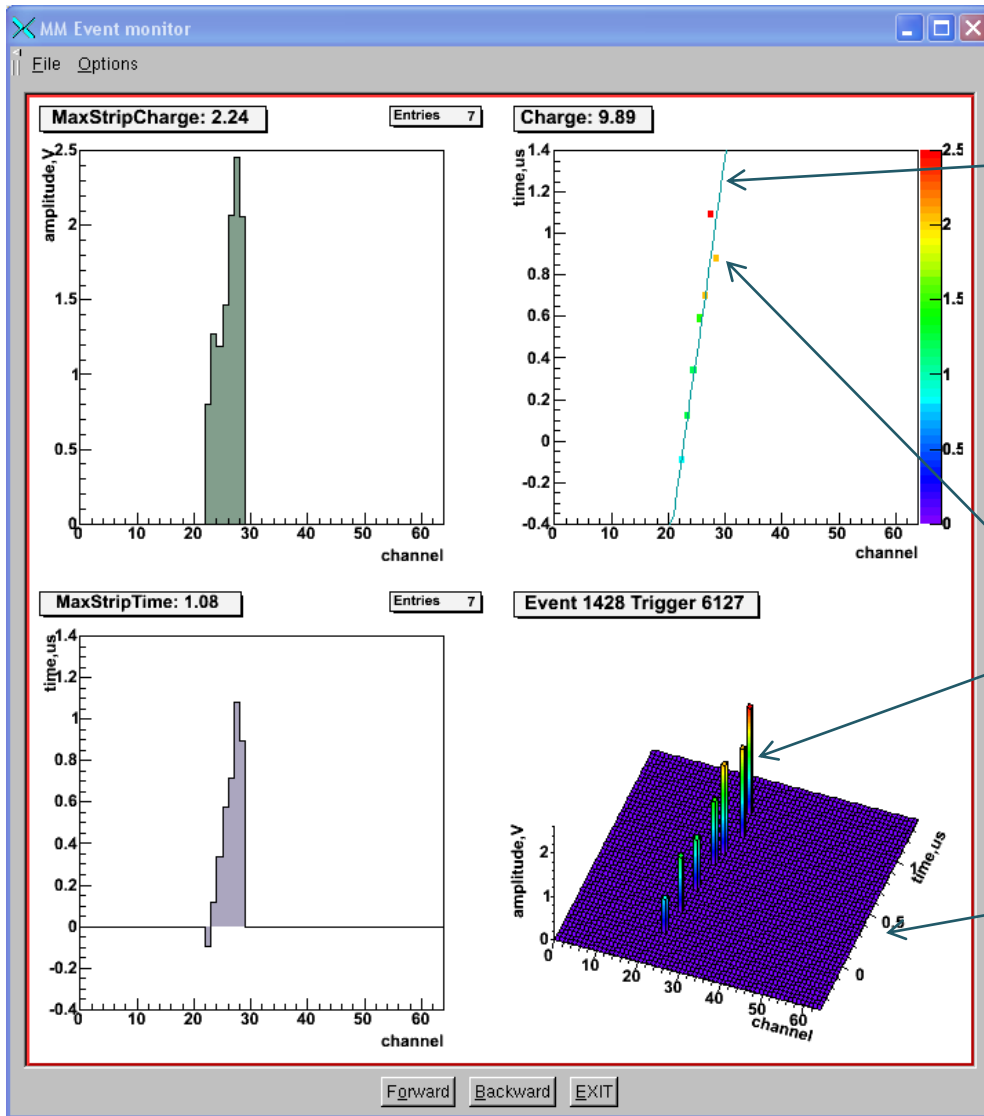 MM Event monitor
File Options
MaxStripCharge: 2.24
Entries 7
amplitude,V
2.5
2
1.5
1
0.5
0
0 10 20 30 40 50 60
channel
Charge: 9.89
time,us
1.4
1.2
1
0.8
0.6
0.4
0.2
0
-0.2
-0.4
0 10 20 30 40 50 60
channel
2.5
2
1.5
1
0.5
0
MaxStripTime: 1.08
Entries 7
time,us
1.4
1.2
1
0.8
0.6
0.4
0.2
0
-0.2
-0.4
0 10 20 30 40 50 60
channel
Event 1428 Trigger 6127
amplitude,V
2
1
0
0 10 20 30 40 50 60
channel
0
0.5
1
time,us
Forward Backward EXIT